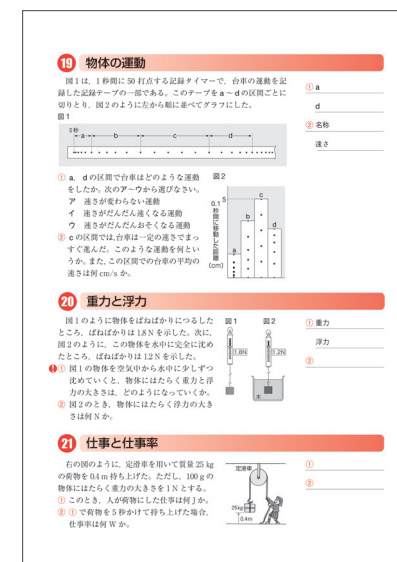 19 物体の運動
図1は，1秒間に50打点する記録タイマーで，台車の運動を記
録した記録テープの一部である。このテープをa～dの区間ごとに
切りとり，図2のように左から順に並べてグラフにした。
図1
0秒
a b c d
① a，dの区間で台車はどのような運動
をしたか。次のア～ウから選びなさい。
ア 速さが変わらない運動
イ 速さがだんだん速くなる運動
ウ 速さがだんだんおそくなる運動
② cの区間では，台車は一定の速さでまっ
すぐ進んだ。このような運動を何とい
うか。また，この区間での台車の平均の
速さは何cm/sか。
図2
0.1秒間に移動した距離(cm)
5
a
b
c
d
① a
d
② 名称
速さ
20 重力と浮力
図1のように物体をばねばかりにつるした
ところ，ばねばかりは1.8Nを示した。次に，
図2のように，この物体を水中に完全に沈め
たところ，ばねばかりは1.2Nを示した。
❶① 図1の物体を空気中から水中に少しずつ
沈めていくと，物体にはたらく重力と浮
力の大きさは，どのようになっていくか。
② 図2のとき，物体にはたらく浮力の大き
さは何Nか。
図1 図2
1.8N 1.2N
水
① 重力
浮力
②
21 仕事と仕事率
右の図のように，定滑車を用いて質量25kg
の荷物を0.4m持ち上げた。ただし，100gの
物体にはたらく重力の大きさを1Nとする。
① このとき，人が荷物にした仕事は何Jか。
② ①で荷物を5秒かけて持ち上げた場合，
仕事率は何Wか。
定滑車
25kg
0.4m
①
②